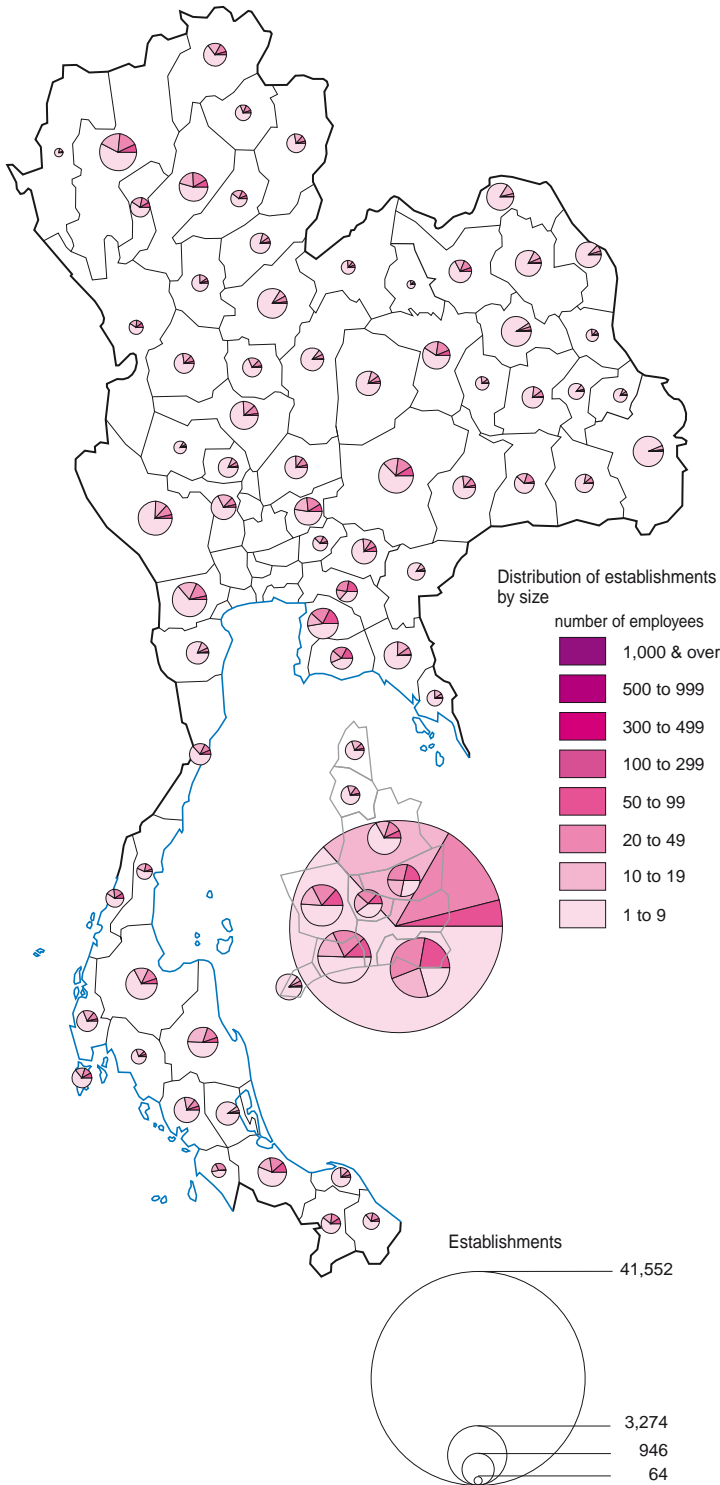 Distribution of establishments
by size
number of employees
1,000 & over
500 to 999
300 to 499
100 to 299
50 to 99
20 to 49
10 to 19
1 to 9
Establishments
41,552
3,274
946
64